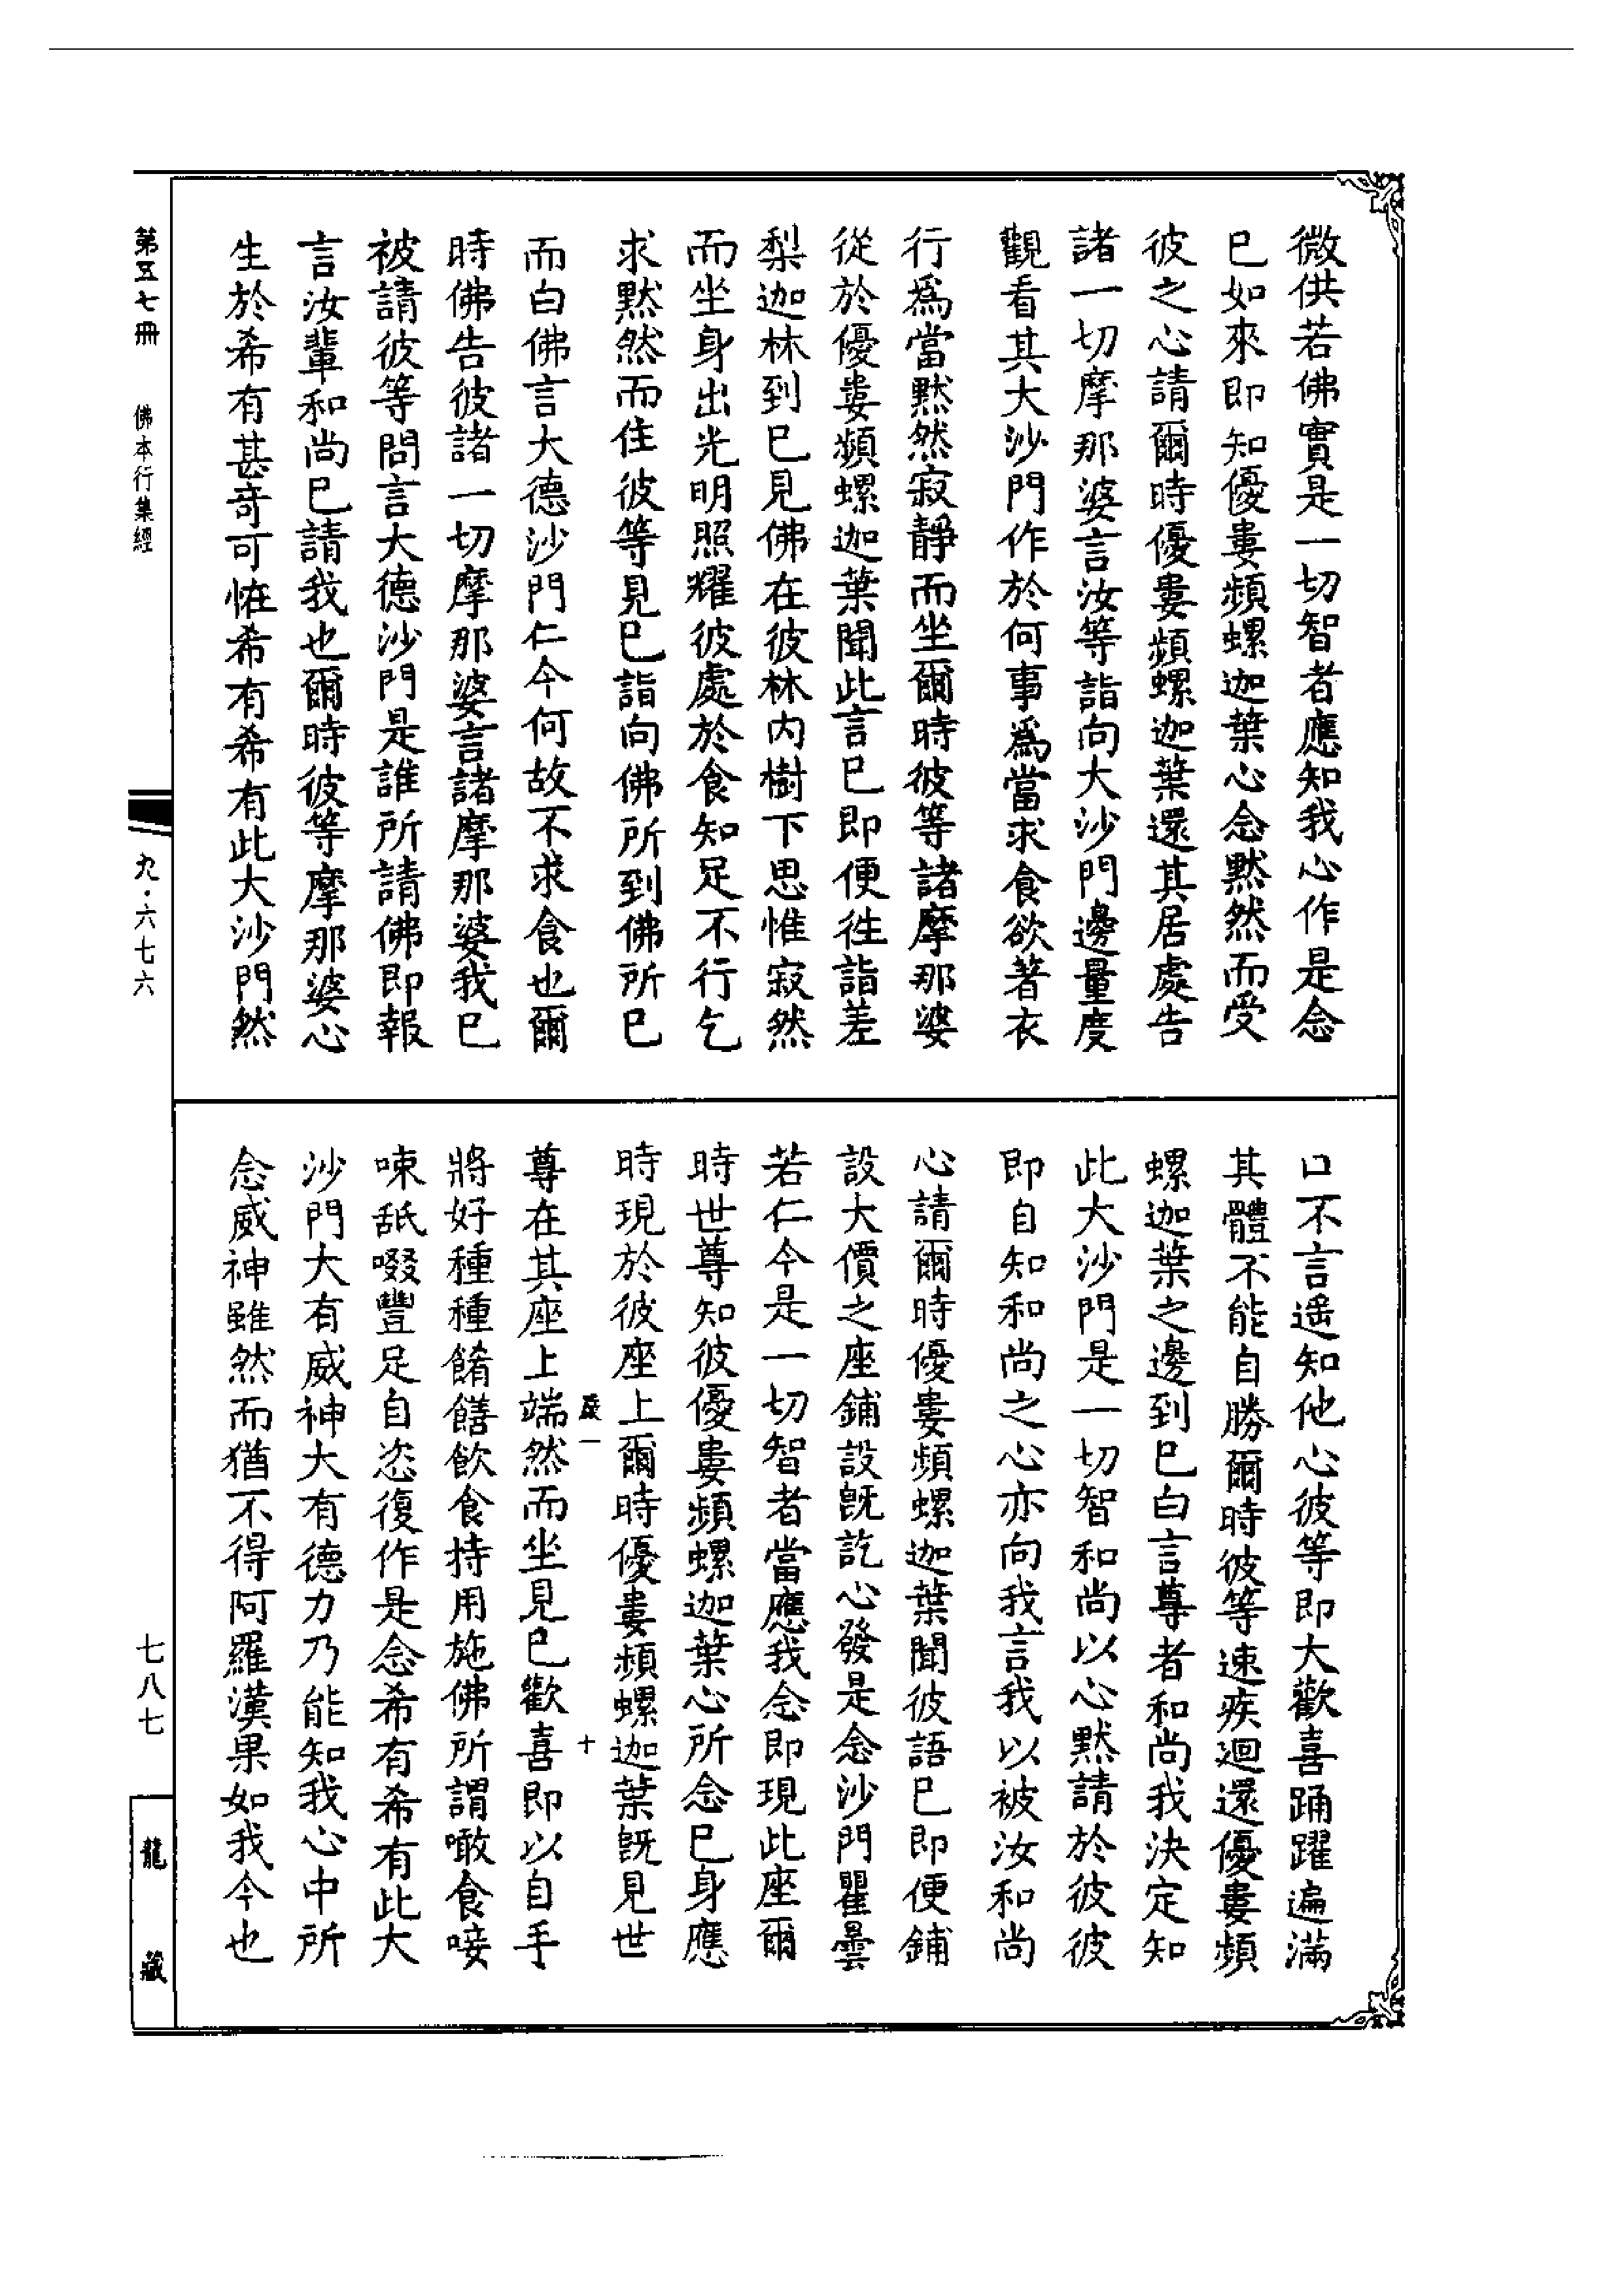 微供若佛實是一切智者應知我心作是念
已如來即知優婁頻螺迦葉心念黙然而受
彼之心請爾時優婁頻螺迦葉還其居處告
諸一切摩那婆言汝等詣向大沙門邊量度
觀看其大沙門作於何事爲當求食欲著衣
行爲當黙然寂靜而坐爾時彼等諸摩那婆
從於優婁頻螺迦葉聞此言已即便往詣差
梨迦林到已見佛在彼林内樹下思惟寂然
而坐身出光明照耀彼處於食知足不行乞
求黙然而住彼等見已詣向佛所到佛所已
而白佛言大德沙門仁今何故不求食也爾
時佛告彼諸一切摩那婆言諸摩那婆我已
被請彼等問言大德沙門是誰所請佛即報
言汝輩和尚已請我也爾時彼等摩那婆心
生於希有甚奇可恠希有希有此大沙門然
口不言遥知他心彼等即大歡喜踊躍遍滿
其體不能自勝爾時彼等速疾迴還優婁頻
螺迦葉之邊到已白言尊者和尚我決定知
此大沙門是一切智和尚以心黙請於彼彼
即自知和尚之心亦向我言我以被汝和尚
心請爾時優婁頻螺迦葉聞彼語已即便鋪
設大價之座鋪設旣訖心發是念沙門瞿曇
若仁今是一切智者當應我念即現此座爾
時世尊知彼優婁頻螺迦葉心所念已身應
時現於彼座上爾時優婁頻螺迦葉旣見世
一 十
尊在其座上端然而坐見已歡喜即以自手
將好種種餚饍飲食持用施佛所謂噉食唼
㖨舐啜豐足自恣復作是念希有希有此大
沙門大有威神大有德力乃能知我心中所
念威神雖然而猶不得阿羅漢果如我今也
第五七冊 佛本行集經 九·六七六 七八七 龍藏